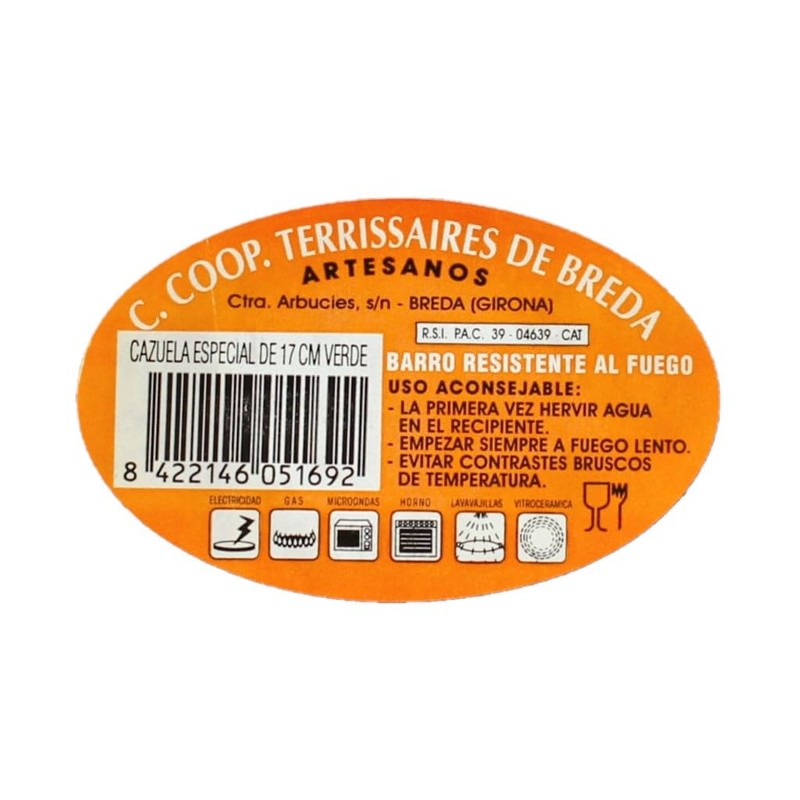 C. COOP. TERRISSAIRES DE BREDA
ARTESANOS
Ctra. Arbucies, s/n - BREDA (GIRONA)
R.S.I. PA.C. 39 - 04639 - CAT
CAZUELA ESPECIAL DE 17 CM VERDE
8 422146 051692
BARRO RESISTENTE AL FUEGO
USO ACONSEJABLE:
- LA PRIMERA VEZ HERVIR AGUA
EN EL RECIPIENTE.
- EMPEZAR SIEMPRE A FUEGO LENTO.
- EVITAR CONTRASTES BRUSCOS
DE TEMPERATURA.
ELECTRICIDAD GAS MICROONDAS HORNO LAVAVAJILLAS VITROCERAMICA